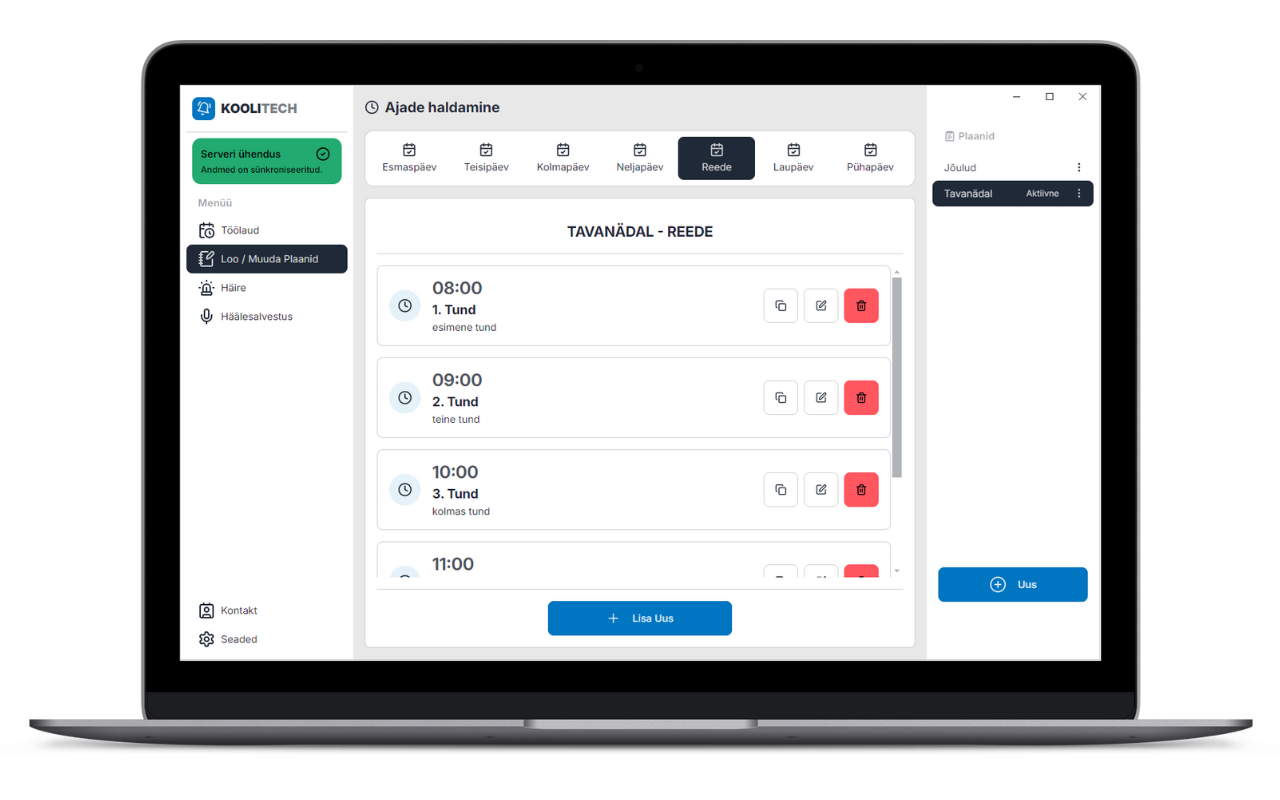 KOOLITECH
Serveri ühendus
Andmed on sünkroniseeritud.
Menüü
Töölaud
Loo / Muuda Plaanid
Häire
Häälesalvestus
Kontakt
Seaded
Ajade haldamine
Esmaspäev Teisipäev Kolmapäev Neljapäev Reede Laupäev Pühapäev
TAVANÄDAL - REEDE
08:00
1. Tund
esimene tund
09:00
2. Tund
teine tund
10:00
3. Tund
kolmas tund
11:00
Lisa Uus
Plaanid
Jõulud
Tavanädal Aktiivne
Uus